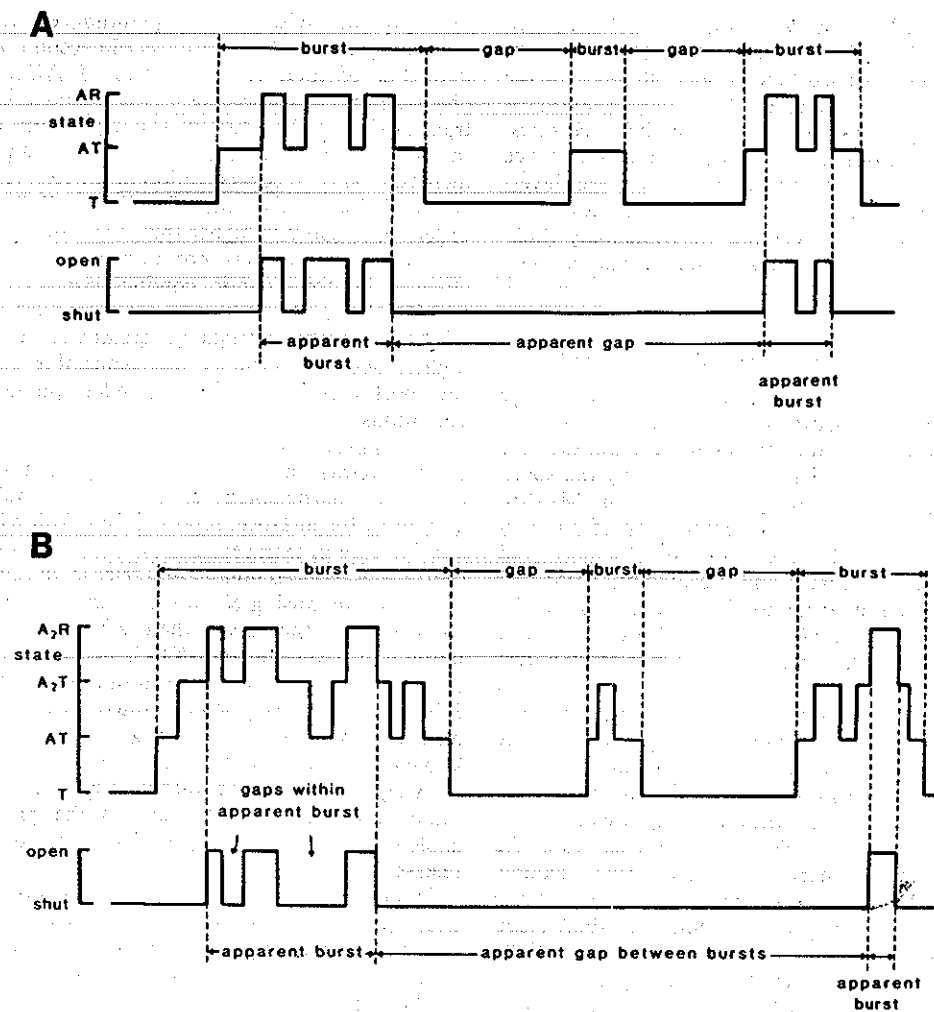 A
burst gap burst gap burst
AR
state
AT
T
open
shut
apparent burst
apparent gap
apparent burst
B
burst gap burst gap burst
A₂R
state
A₂T
AT
T
gaps within
apparent burst
open
shut
apparent burst
apparent gap between bursts
apparent
burst